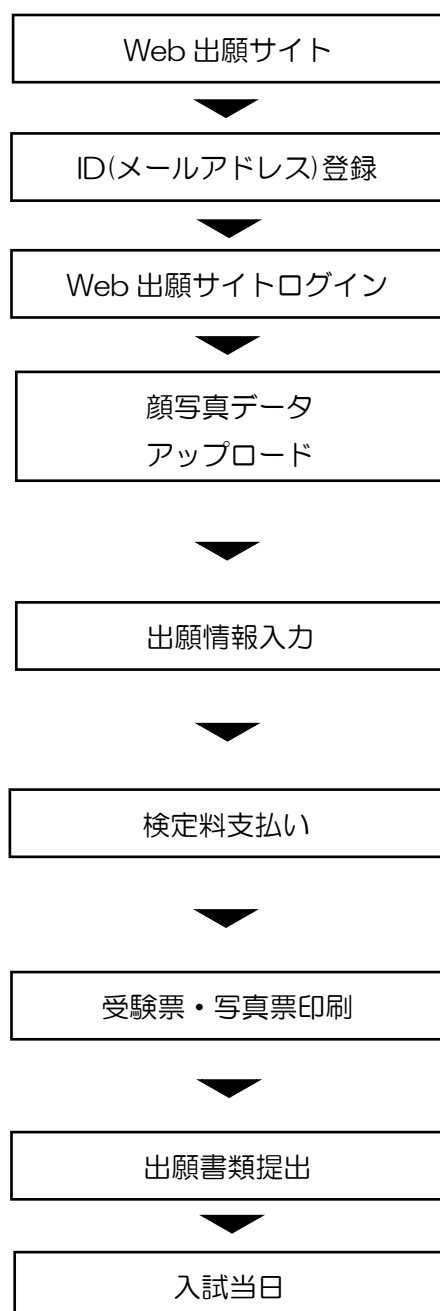 Web 出願サイト
ID(メールアドレス)登録
Web 出願サイトログイン
顔写真データ
アップロード
出願情報入力
検定料支払い
受験票・写真票印刷
出願書類提出
入試当日